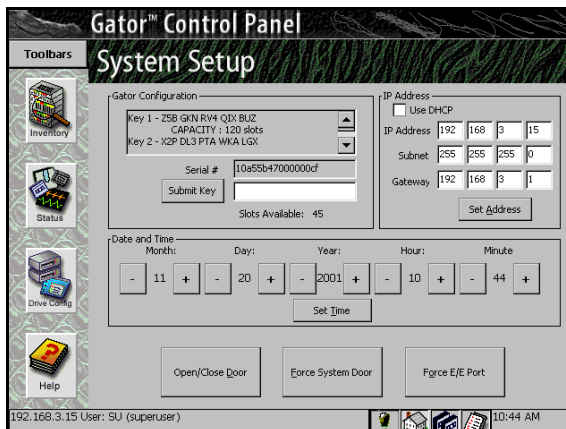 Gator™ Control Panel
Toolbars
System Setup
Inventory
Status
Drive Config
Help
Gator Configuration
Key 1 - Z5B GKN RV4 QIX BUZ
CAPACITY : 120 slots
Key 2 - X2P DL3 PTA WKA LGX
Serial # 10a55b47000000cf
Submit Key
Slots Available: 45
IP Address
Use DHCP
IP Address 192 168 3 15
Subnet 255 255 255 0
Gateway 192 168 3 1
Set Address
Date and Time
Month: Day: Year: Hour: Minute
- 11 + - 20 + - 2001 + - 10 + - 44 +
Set Time
Open/Close Door
Force System Door
Force E/E Port
192.168.3.15 User: SU (superuser)
10:44 AM